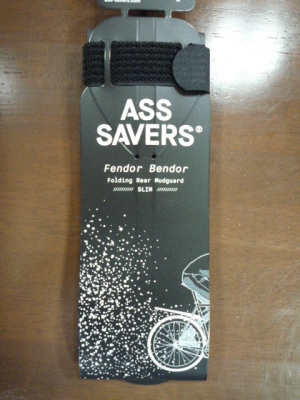 ASS
SAVERS®
Fendor Bendor
Folding Rear Mudguard
SLIM